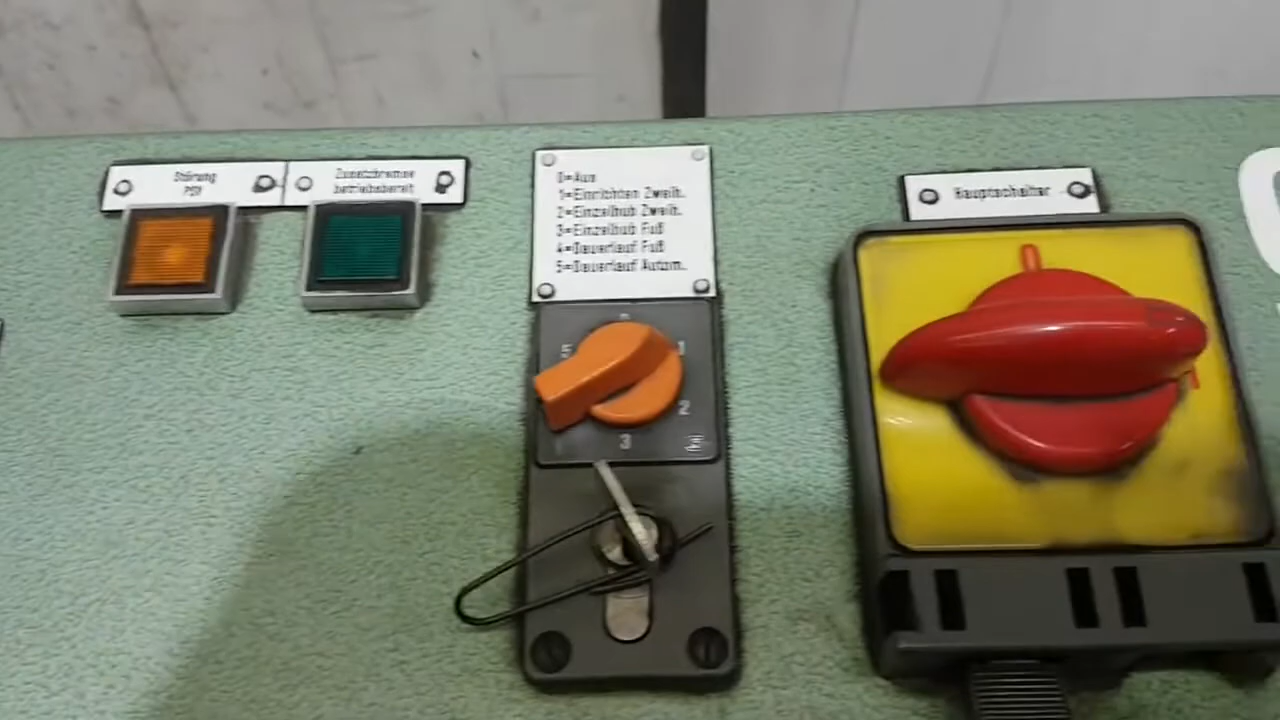 Störung
PSV
Zusatzbremse
betriebsbereit
0=Aus
1=Einrichten Zweih.
2=Einzelhub Zweih.
3=Einzelhub Fuß
4=Dauerlauf Fuß
5=Dauerlauf Autom.
Hauptschalter
5
1
2
3